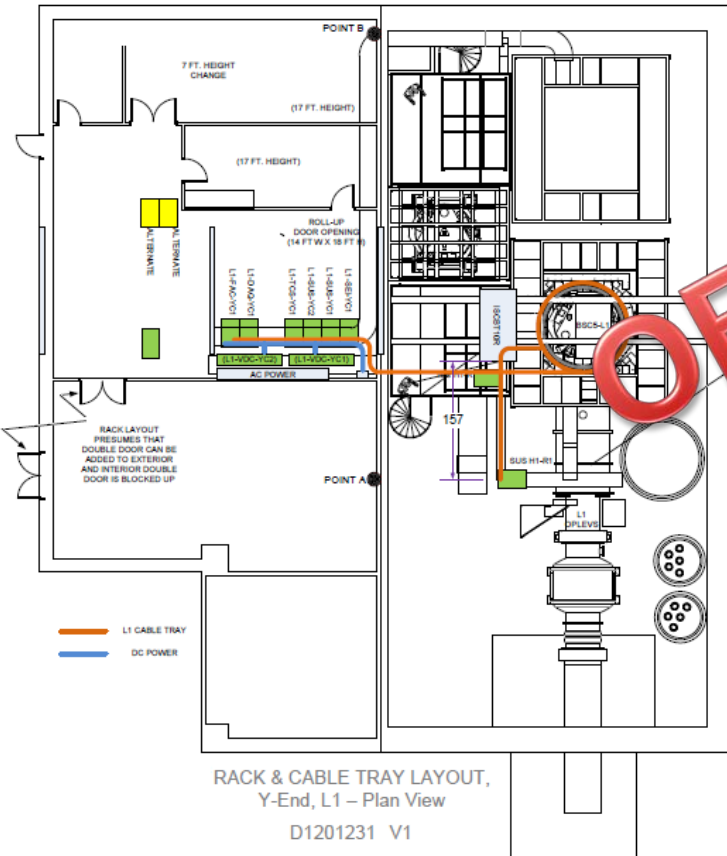 POINT B
7 FT. HEIGHT
CHANGE
(17 FT. HEIGHT)
(17 FT. HEIGHT)
ROLL-UP
DOOR OPENING
(14 FT W X 18 FT H)
ALTERNATE
ALTERNATE
L1-FAC-YC1
L1-DAQ-YC1
L1-TCS-YC1
L1-SUS-YC2
L1-SUS-YC1
L1-SEI-YC1
ISCBT18R
BSC5-L1
(L1-VDC-YC2)
(L1-VDC-YC1)
AC POWER
157
RACK LAYOUT
PRESUMES THAT
DOUBLE DOOR CAN BE
ADDED TO EXTERIOR
AND INTERIOR DOUBLE
DOOR IS BLOCKED UP
POINT A
SUS H1-R1
L1
OPLEVS
L1 CABLE TRAY
DC POWER
RACK & CABLE TRAY LAYOUT,
Y-End, L1 – Plan View
D1201231 V1